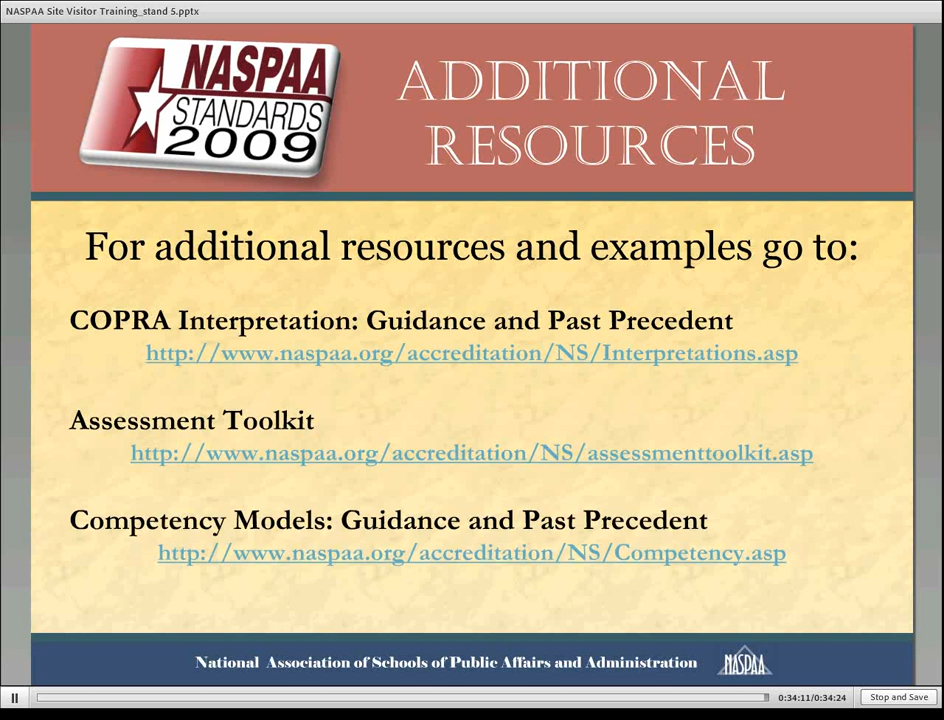 NASPAA Site Visitor Training_stand 5.pptx
NASPAA
STANDARDS
2009
ADDITIONAL
RESOURCES
For additional resources and examples go to:
COPRA Interpretation: Guidance and Past Precedent
http://www.naspaa.org/accreditation/NS/Interpretations.asp
Assessment Toolkit
http://www.naspaa.org/accreditation/NS/assessmenttoolkit.asp
Competency Models: Guidance and Past Precedent
http://www.naspaa.org/accreditation/NS/Competency.asp
National Association of Schools of Public Affairs and Administration
NASPAA
0:34:11/0:34:24
Stop and Save